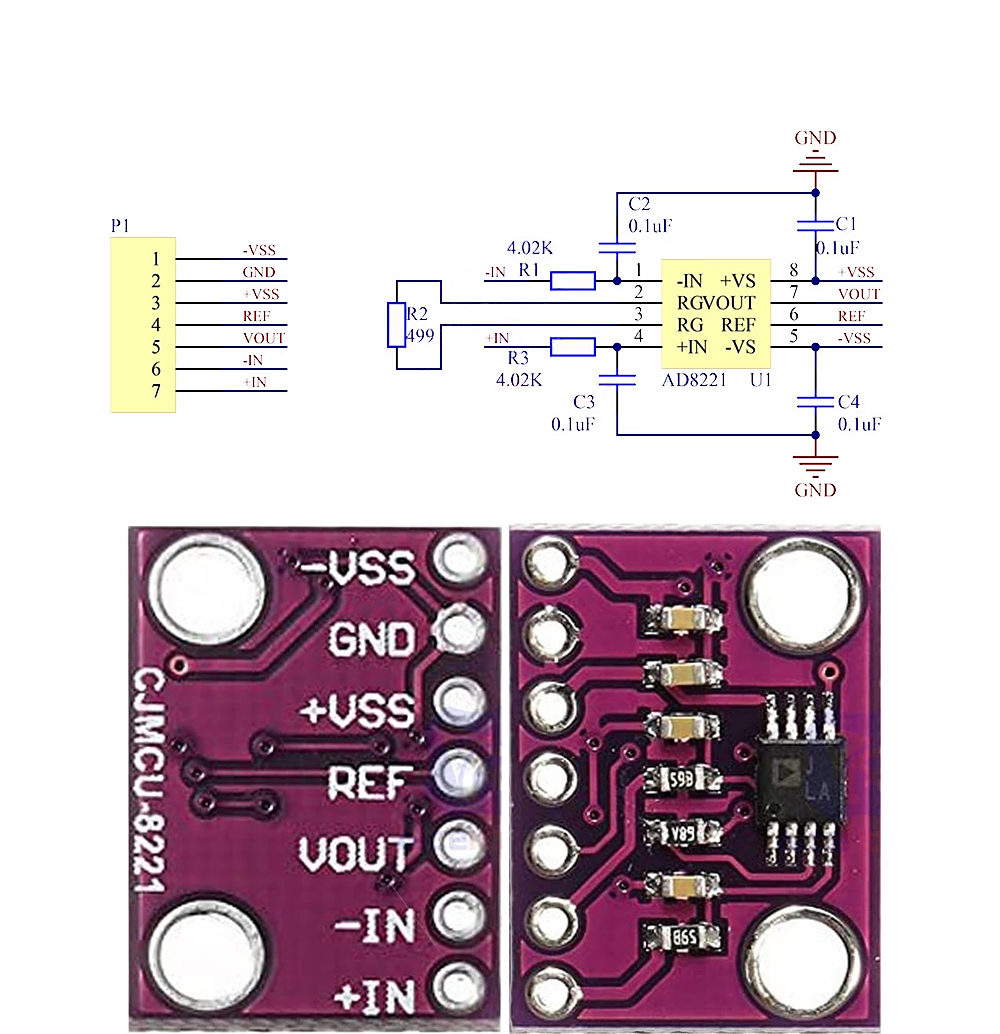 GND
C2
0.1uF
C1
0.1uF
P1
4.02K
-IN
R1
1
2
3
4
5
6
7
-VSS
GND
+VSS
REF
VOUT
-IN
+IN
R2
499
1
2
3
4
-IN +VS
RGVOUT
RG REF
+IN -VS
8
7
6
5
+VSS
VOUT
REF
-VSS
+IN
R3
4.02K
AD8221 U1
C3
0.1uF
C4
0.1uF
GND
-VSS
GND
+VSS
REF
VOUT
-IN
+IN
CJMCU-8221
59B
V89
59B
J
LA